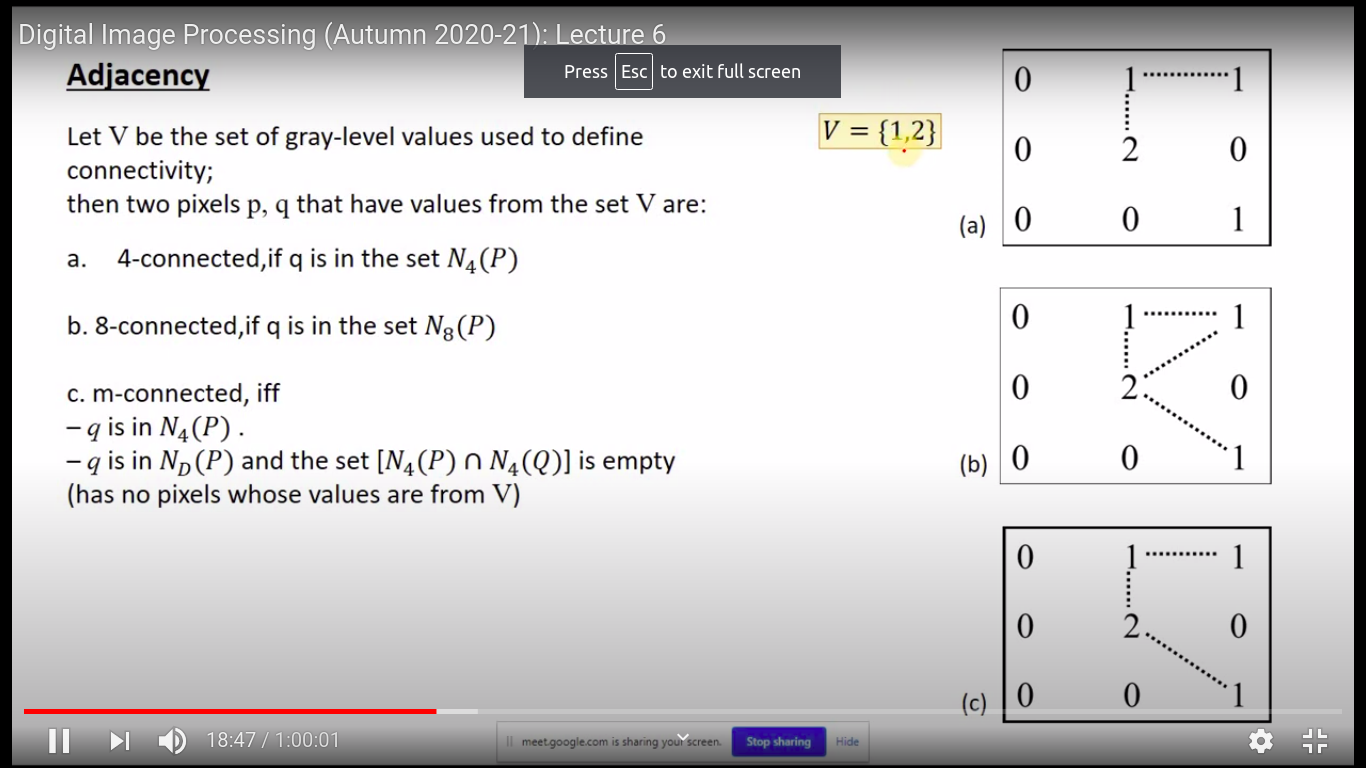 Digital Image Processing (Autumn 2020-21): Lecture 6
Press Esc to exit full screen
Adjacency
Let V be the set of gray-level values used to define
connectivity;
then two pixels p, q that have values from the set V are:
a. 4-connected,if q is in the set N₄(P)
b. 8-connected,if q is in the set N₈(P)
c. m-connected, iff
– q is in N₄(P) .
– q is in N_D(P) and the set [N₄(P) ∩ N₄(Q)] is empty
(has no pixels whose values are from V)
V = {1,2}
0 1 1
0 2 0
(a) 0 0 1
0 1 1
0 2 0
(b) 0 0 1
0 1 1
0 2 0
(c) 0 0 1
18:47 / 1:00:01
meet.google.com is sharing your screen. Stop sharing Hide